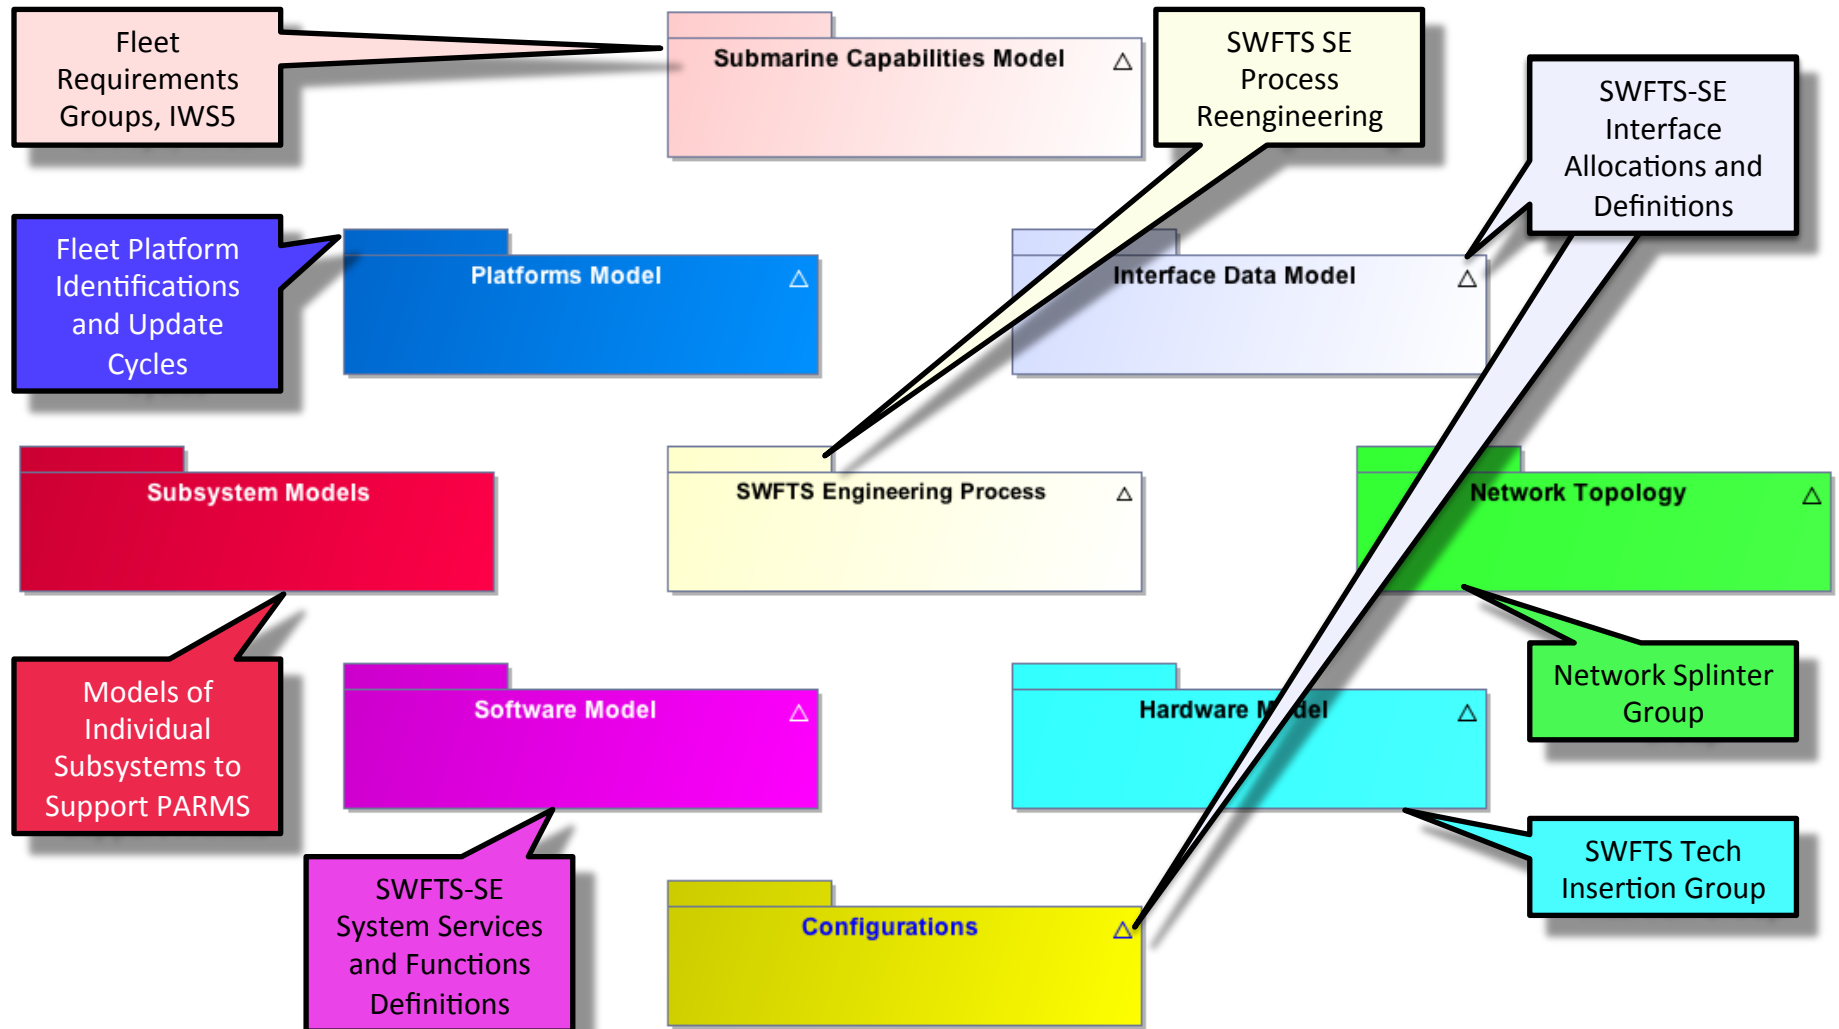 Fleet
Requirements
Groups, IWS5
Submarine Capabilities Model
SWFTS SE
Process
Reengineering
SWFTS-SE
Interface
Allocations and
Definitions
Fleet Platform
Identifications
and Update
Cycles
Platforms Model
Interface Data Model
Subsystem Models
SWFTS Engineering Process
Network Topology
Models of
Individual
Subsystems to
Support PARMS
Software Model
Hardware Model
Network Splinter
Group
SWFTS-SE
System Services
and Functions
Definitions
Configurations
SWFTS Tech
Insertion Group